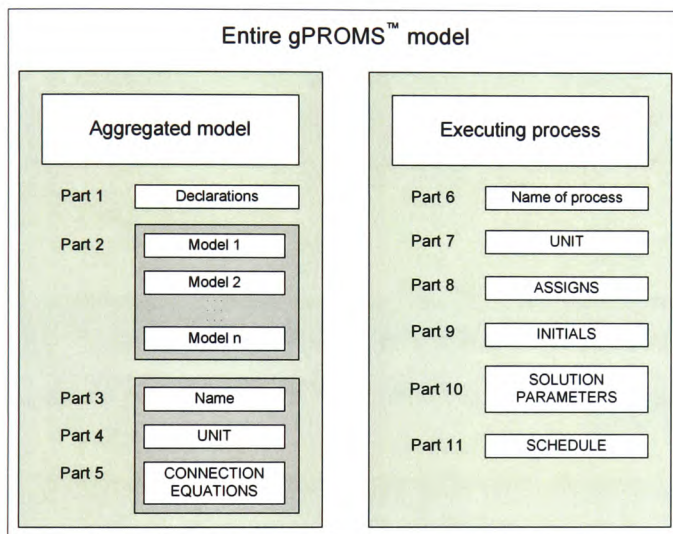 Entire gPROMS™ model
Aggregated model
Part 1 Declarations
Part 2 Model 1
Model 2
Model n
Part 3 Name
Part 4 UNIT
Part 5 CONNECTION
EQUATIONS
Executing process
Part 6 Name of process
Part 7 UNIT
Part 8 ASSIGNS
Part 9 INITIALS
Part 10 SOLUTION
PARAMETERS
Part 11 SCHEDULE